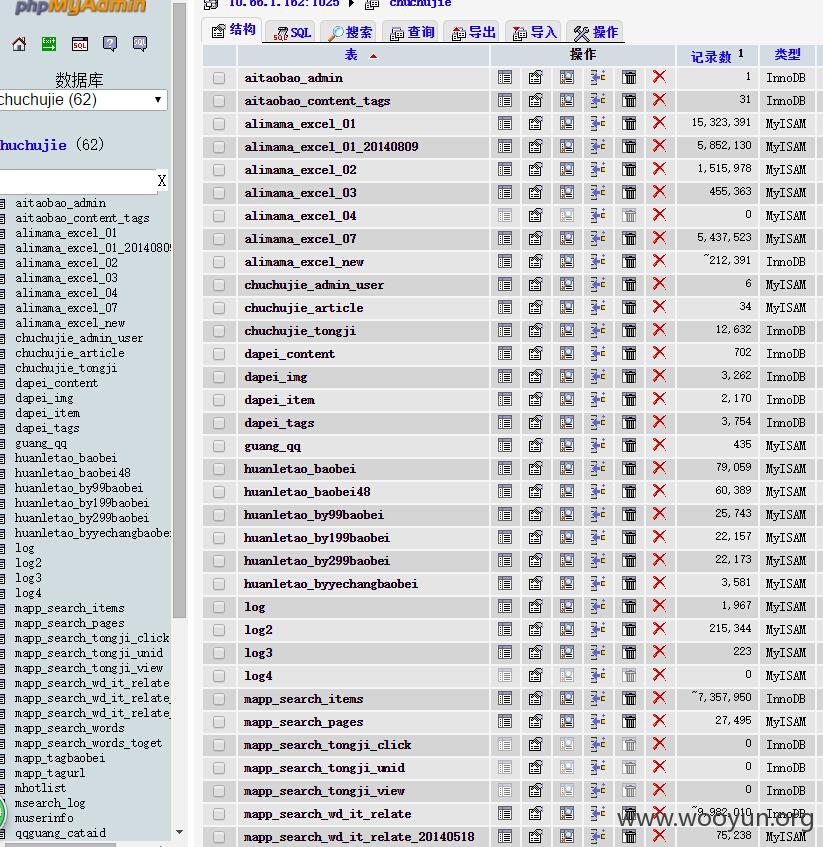 phpMyAdmin
数据库
chuchujie (62)
huchujie (62)
X
aitaobao_admin
aitaobao_content_tags
alimama_excel_01
alimama_excel_01_20140809
alimama_excel_02
alimama_excel_03
alimama_excel_04
alimama_excel_07
alimama_excel_new
chuchujie_admin_user
chuchujie_article
chuchujie_tongji
dapei_content
dapei_img
dapei_item
dapei_tags
guang_qq
huanletao_baobei
huanletao_baobei48
huanletao_by99baobei
huanletao_by199baobei
huanletao_by299baobei
huanletao_byyechangbaobei
log
log2
log3
log4
mapp_search_items
mapp_search_pages
mapp_search_tongji_click
mapp_search_tongji_unid
mapp_search_tongji_view
mapp_search_wd_it_relate
mapp_search_wd_it_relate_
mapp_search_wd_it_relate_
mapp_search_words
mapp_search_words_toget
mapp_tagbaobei
mapp_tagurl
mhotlist
msearch_log
muserinfo
qqguang_cataid
10.66.1.162:1025 chuchujie
结构 SQL 搜索 查询 导出 导入 操作
表 操作 记录数 1 类型
aitaobao_admin 1 InnoDB
aitaobao_content_tags 31 InnoDB
alimama_excel_01 15,323,391 MyISAM
alimama_excel_01_20140809 5,852,130 MyISAM
alimama_excel_02 1,515,978 MyISAM
alimama_excel_03 455,363 MyISAM
alimama_excel_04 0 MyISAM
alimama_excel_07 5,437,523 MyISAM
alimama_excel_new ~212,391 InnoDB
chuchujie_admin_user 6 MyISAM
chuchujie_article 34 MyISAM
chuchujie_tongji 12,632 InnoDB
dapei_content 702 InnoDB
dapei_img 3,262 InnoDB
dapei_item 2,170 InnoDB
dapei_tags 3,754 InnoDB
guang_qq 435 MyISAM
huanletao_baobei 79,059 MyISAM
huanletao_baobei48 60,389 MyISAM
huanletao_by99baobei 25,743 MyISAM
huanletao_by199baobei 22,157 MyISAM
huanletao_by299baobei 22,173 MyISAM
huanletao_byyechangbaobei 3,581 MyISAM
log 1,967 MyISAM
log2 215,344 MyISAM
log3 223 MyISAM
log4 0 MyISAM
mapp_search_items ~7,357,950 InnoDB
mapp_search_pages 27,495 MyISAM
mapp_search_tongji_click 0 InnoDB
mapp_search_tongji_unid 0 InnoDB
mapp_search_tongji_view 0 InnoDB
mapp_search_wd_it_relate ~9,982,010 InnoDB
mapp_search_wd_it_relate_20140518 75,238 MyISAM
www.wooyun.org